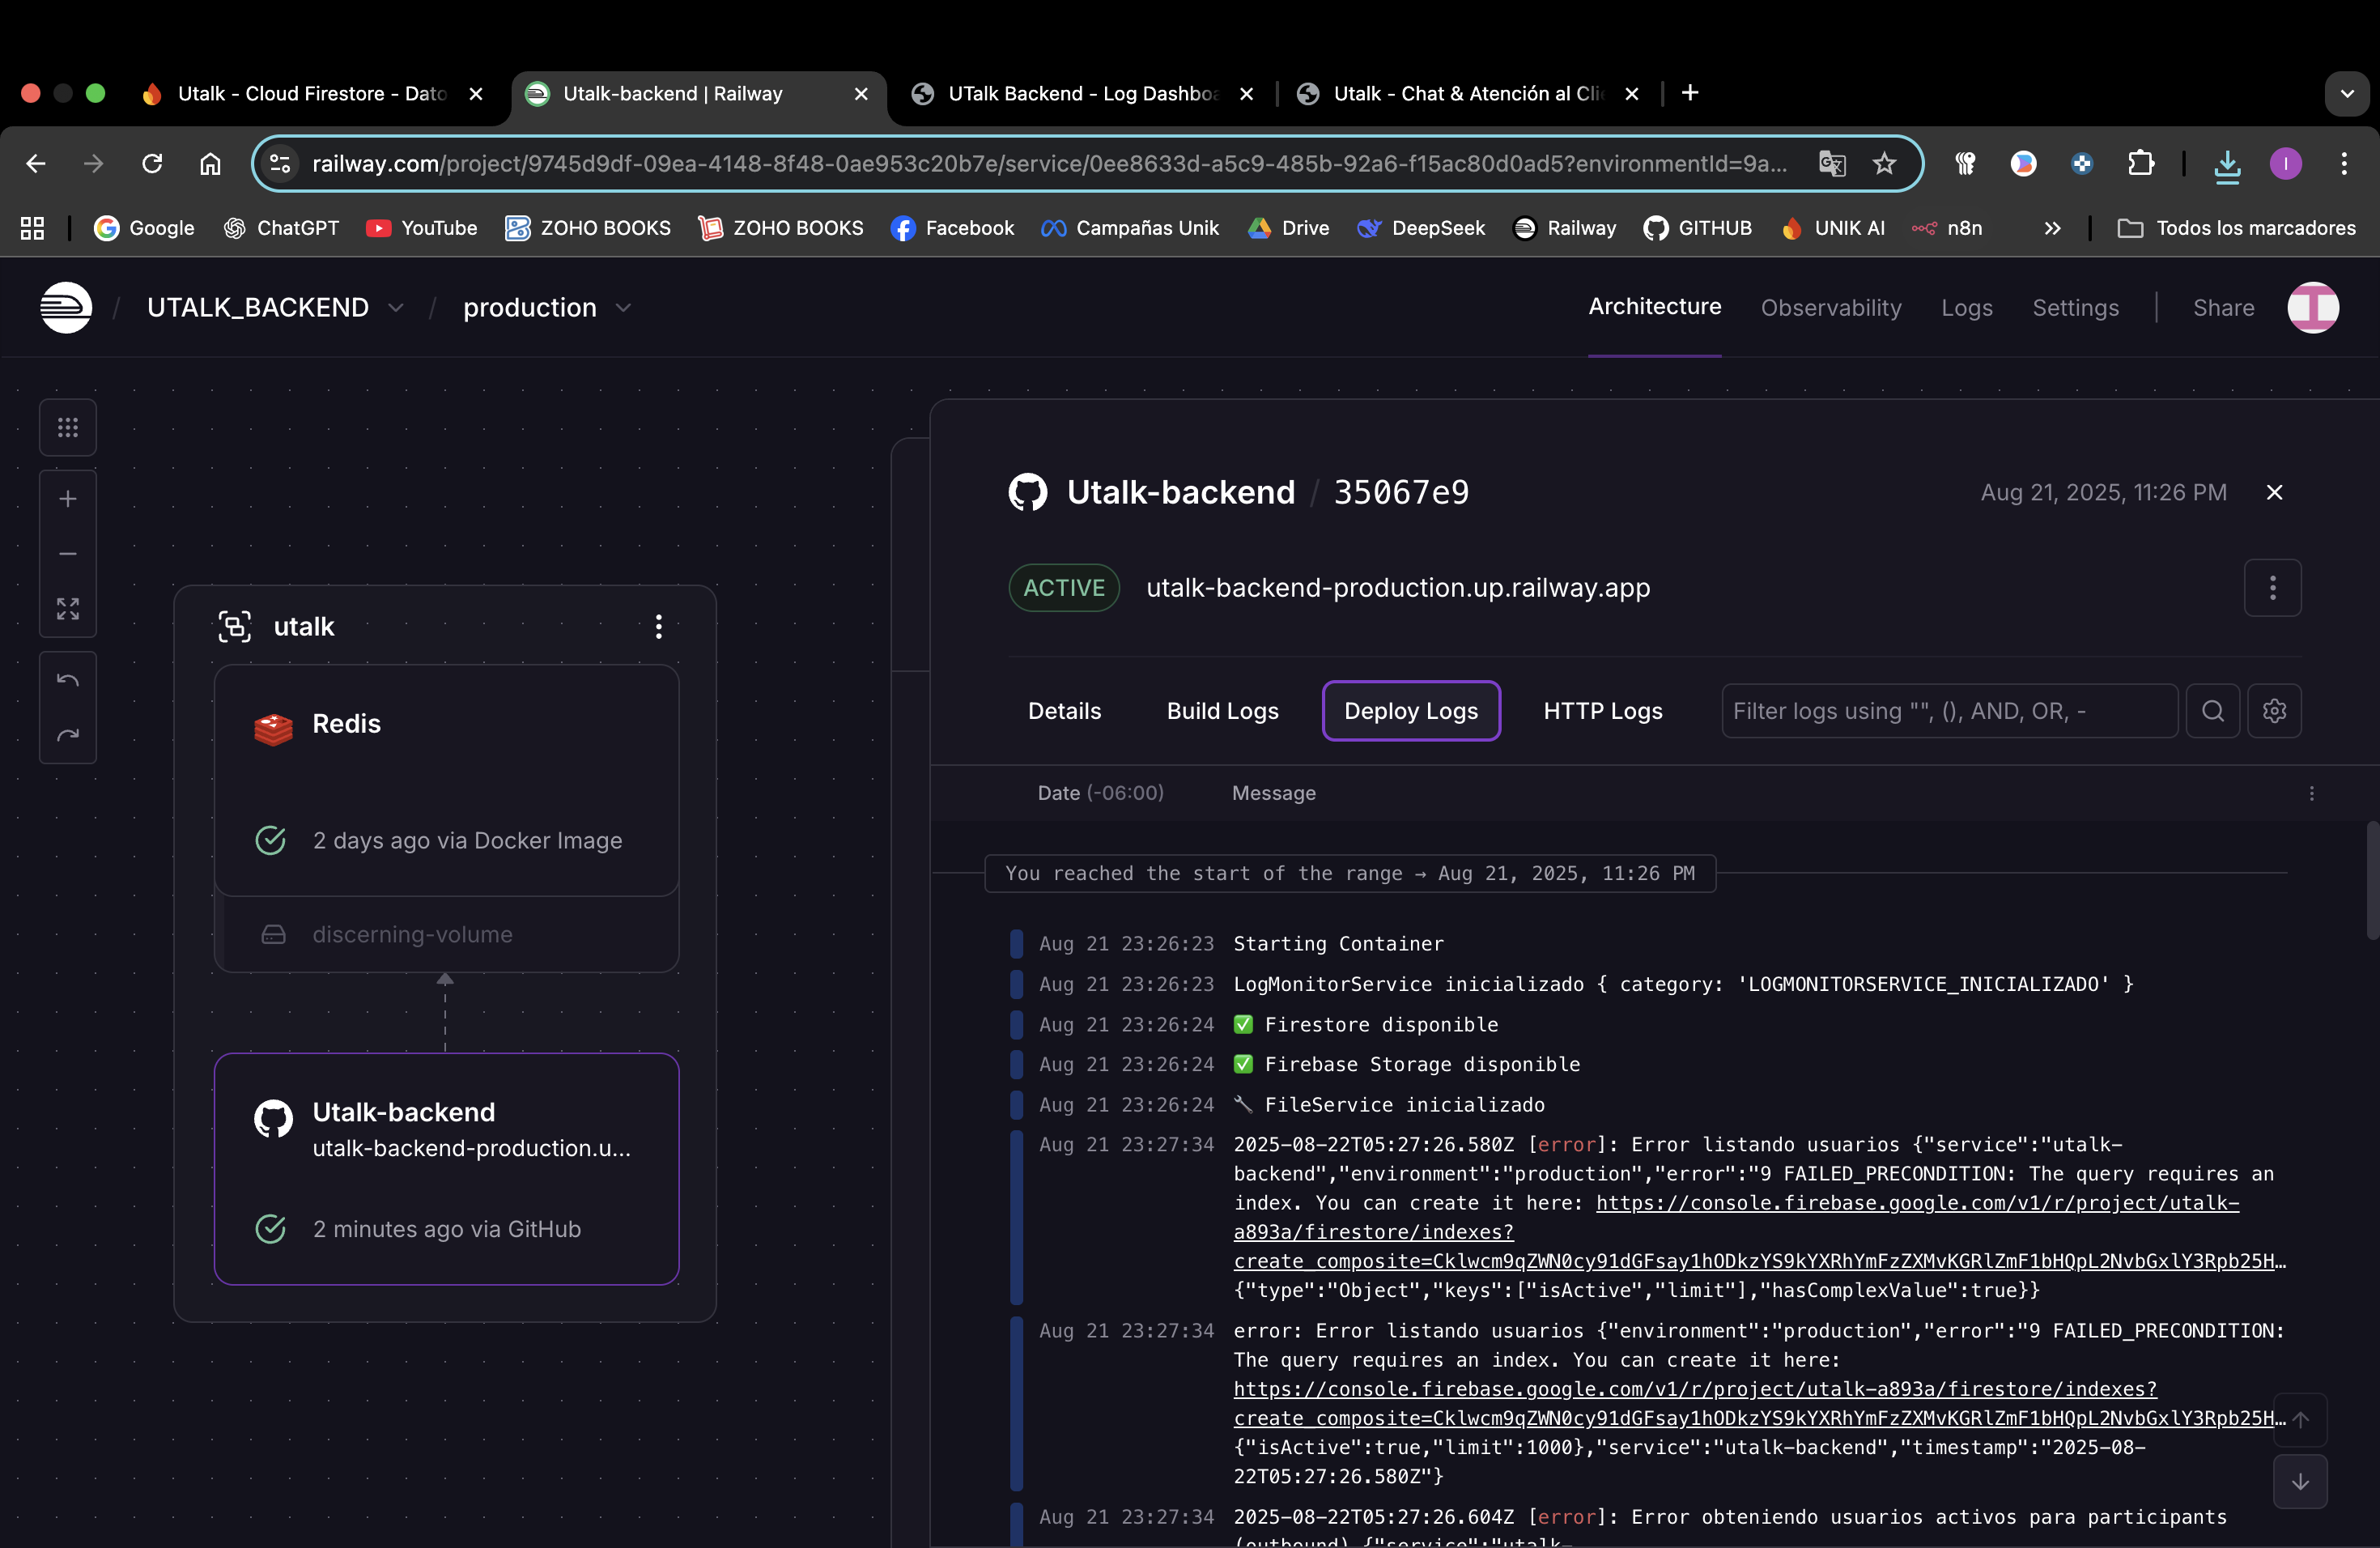 Utalk - Cloud Firestore - Dato
Utalk-backend | Railway
UTalk Backend - Log Dashboa
Utalk - Chat & Atención al Clie
railway.com/project/9745d9df-09ea-4148-8f48-0ae953c20b7e/service/0ee8633d-a5c9-485b-92a6-f15ac80d0ad5?environmentId=9a...
I
Google
ChatGPT
YouTube
ZOHO BOOKS
ZOHO BOOKS
Facebook
Campañas Unik
Drive
DeepSeek
Railway
GITHUB
UNIK AI
n8n
Todos los marcadores
/ UTALK_BACKEND / production
Architecture
Observability
Logs
Settings
Share
utalk
Redis
2 days ago via Docker Image
discerning-volume
Utalk-backend
utalk-backend-production.u...
2 minutes ago via GitHub
Utalk-backend / 35067e9
Aug 21, 2025, 11:26 PM
ACTIVE
utalk-backend-production.up.railway.app
Details
Build Logs
Deploy Logs
HTTP Logs
Filter logs using "", (), AND, OR, -
Date (-06:00) Message
You reached the start of the range → Aug 21, 2025, 11:26 PM
Aug 21 23:26:23 Starting Container
Aug 21 23:26:23 LogMonitorService inicializado { category: 'LOGMONITORSERVICE_INICIALIZADO' }
Aug 21 23:26:24 ✅ Firestore disponible
Aug 21 23:26:24 ✅ Firebase Storage disponible
Aug 21 23:26:24 🔧 FileService inicializado
Aug 21 23:27:34 2025-08-22T05:27:26.580Z [error]: Error listando usuarios {"service":"utalk-
backend","environment":"production","error":"9 FAILED_PRECONDITION: The query requires an
index. You can create it here: https://console.firebase.google.com/v1/r/project/utalk-
a893a/firestore/indexes?
create_composite=Cklwcm9qZWN0cy91dGFsay1hODkzYS9kYXRhYmFzZXMvKGRlZmF1bHQpL2NvbGxlY3Rpb25H…
{"type":"Object","keys":["isActive","limit"],"hasComplexValue":true}}
Aug 21 23:27:34 error: Error listando usuarios {"environment":"production","error":"9 FAILED_PRECONDITION:
The query requires an index. You can create it here:
https://console.firebase.google.com/v1/r/project/utalk-a893a/firestore/indexes?
create_composite=Cklwcm9qZWN0cy91dGFsay1hODkzYS9kYXRhYmFzZXMvKGRlZmF1bHQpL2NvbGxlY3Rpb25H…
{"isActive":true,"limit":1000},"service":"utalk-backend","timestamp":"2025-08-
22T05:27:26.580Z"}
Aug 21 23:27:34 2025-08-22T05:27:26.604Z [error]: Error obteniendo usuarios activos para participants
(outbound) {"service":"utalk-